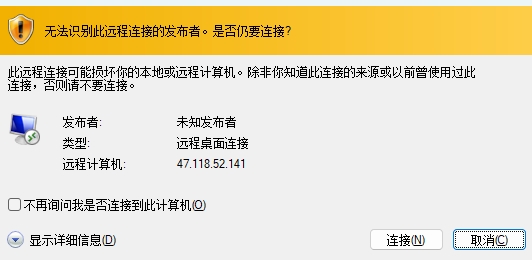 无法识别此远程连接的发布者。是否仍要连接?
此远程连接可能损坏你的本地或远程计算机。除非你知道此连接的来源或以前曾使用过此
连接，否则请不要连接。
发布者: 未知发布者
类型: 远程桌面连接
远程计算机: 47.118.52.141
不再询问我是否连接到此计算机(O)
显示详细信息(D) 连接(N) 取消(C)